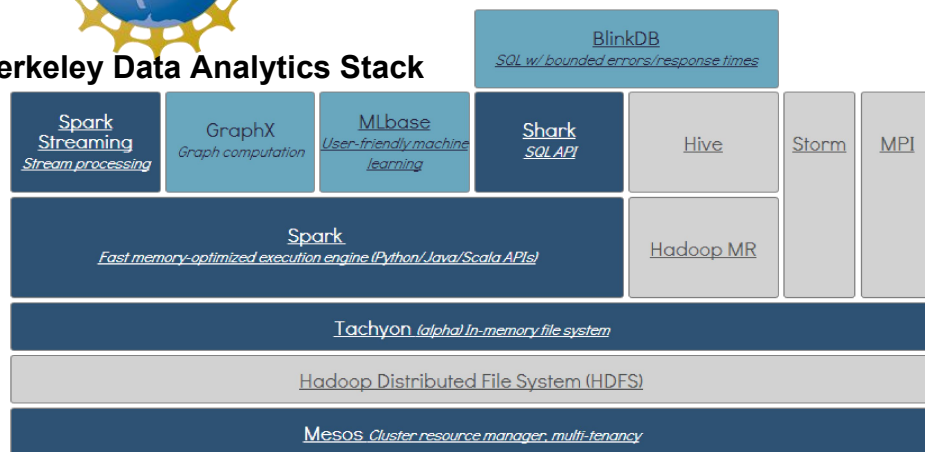 BlinkDB
SQL w/ bounded errors/response times
erkeley Data Analytics Stack
Spark
Streaming
Stream processing
GraphX
Graph computation
MLbase
User-friendly machine
learning
Shark
SQL API
Hive
Storm
MPI
Spark
Fast memory-optimized execution engine (Python/Java/Scala APIs)
Hadoop MR
Tachyon (alpha) In-memory file system
Hadoop Distributed File System (HDFS)
Mesos Cluster resource manager, multi-tenancy